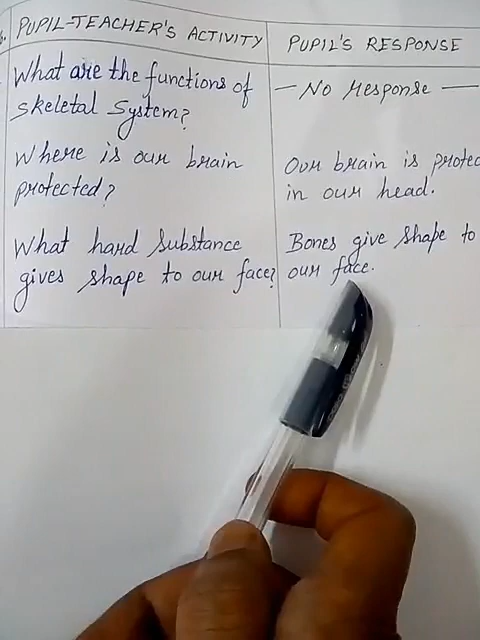 PUPIL-TEACHER'S ACTIVITY
PUPIL'S RESPONSE
What are the functions of
skeletal system?
— No response —
Where is our brain
protected?
Our brain is protec
in our head.
What hard substance
gives shape to our face?
Bones give shape to
our face.